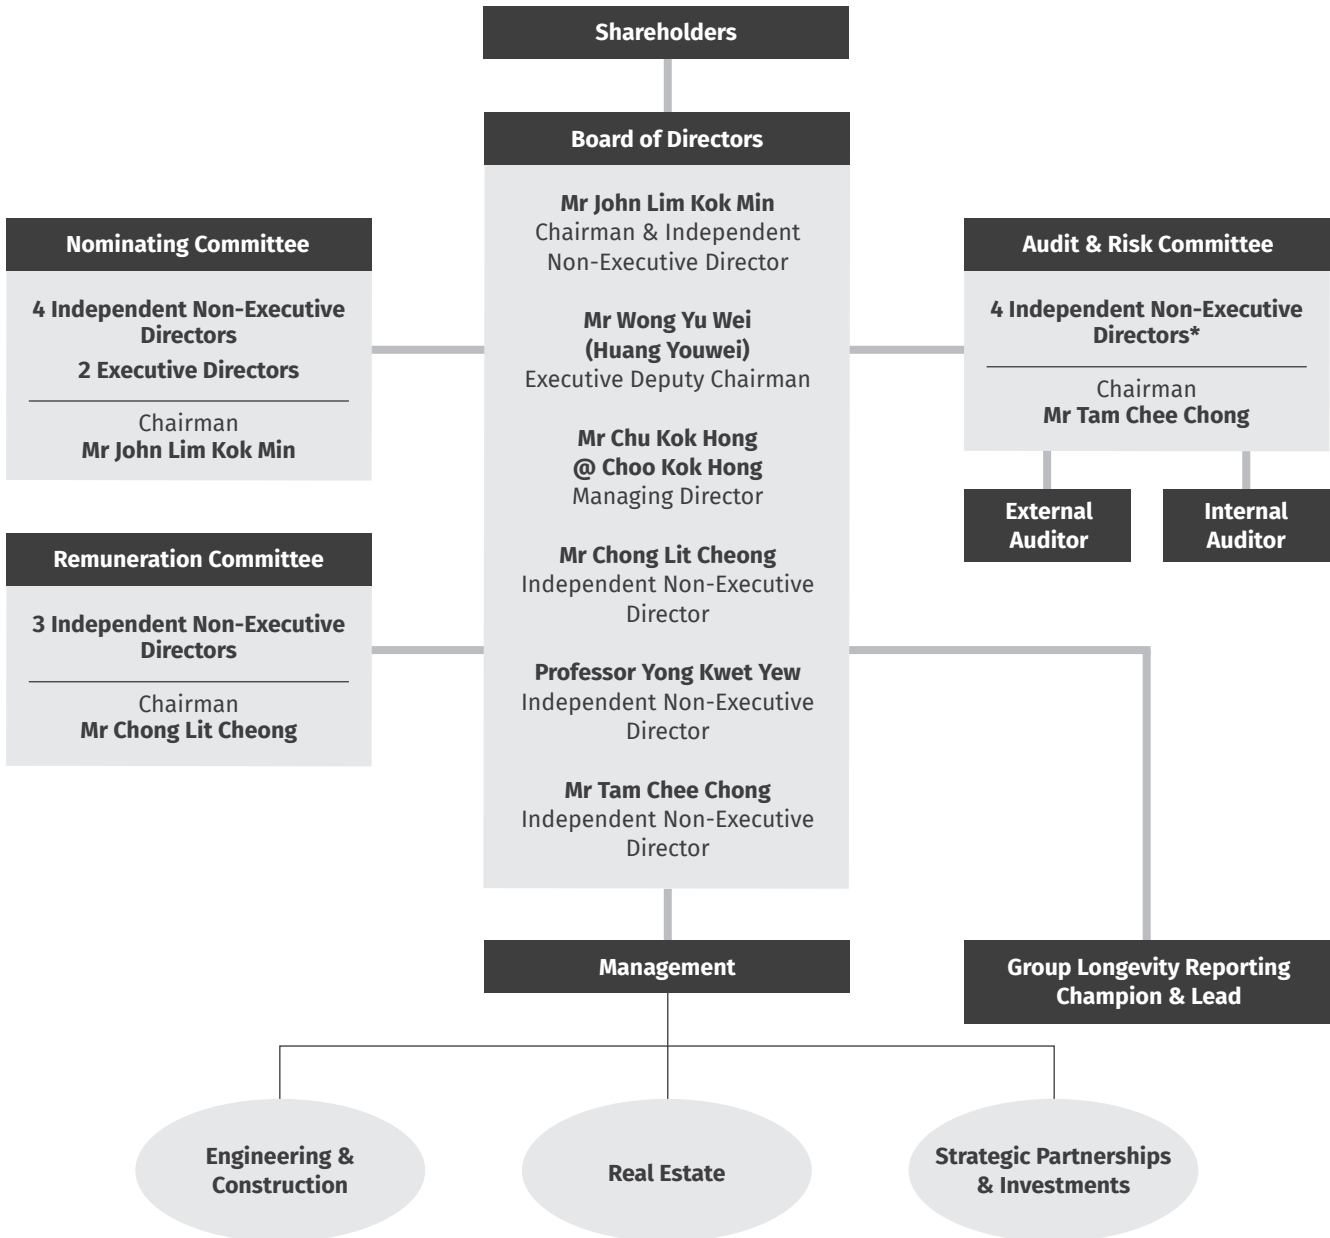 Shareholders
Board of Directors
Mr John Lim Kok Min
Chairman & Independent
Non-Executive Director
Mr Wong Yu Wei
(Huang Youwei)
Executive Deputy Chairman
Mr Chu Kok Hong
@ Choo Kok Hong
Managing Director
Mr Chong Lit Cheong
Independent Non-Executive
Director
Professor Yong Kwet Yew
Independent Non-Executive
Director
Mr Tam Chee Chong
Independent Non-Executive
Director
Nominating Committee
4 Independent Non-Executive
Directors
2 Executive Directors
Chairman
Mr John Lim Kok Min
Remuneration Committee
3 Independent Non-Executive
Directors
Chairman
Mr Chong Lit Cheong
Audit & Risk Committee
4 Independent Non-Executive
Directors*
Chairman
Mr Tam Chee Chong
External
Auditor
Internal
Auditor
Management
Group Longevity Reporting
Champion & Lead
Engineering &
Construction
Real Estate
Strategic Partnerships
& Investments